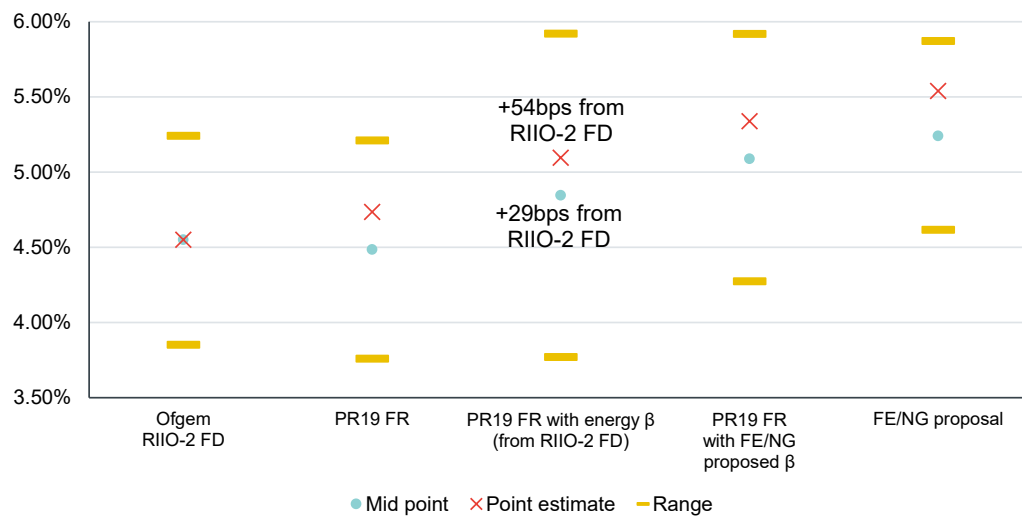 6.00%
5.50%
5.00%
4.50%
4.00%
3.50%
+54bps from
RIIO-2 FD
+29bps from
RIIO-2 FD
Ofgem
RIIO-2 FD
PR19 FR
PR19 FR with energy β
(from RIIO-2 FD)
PR19 FR
with FE/NG
proposed β
FE/NG proposal
Mid point
Point estimate
Range